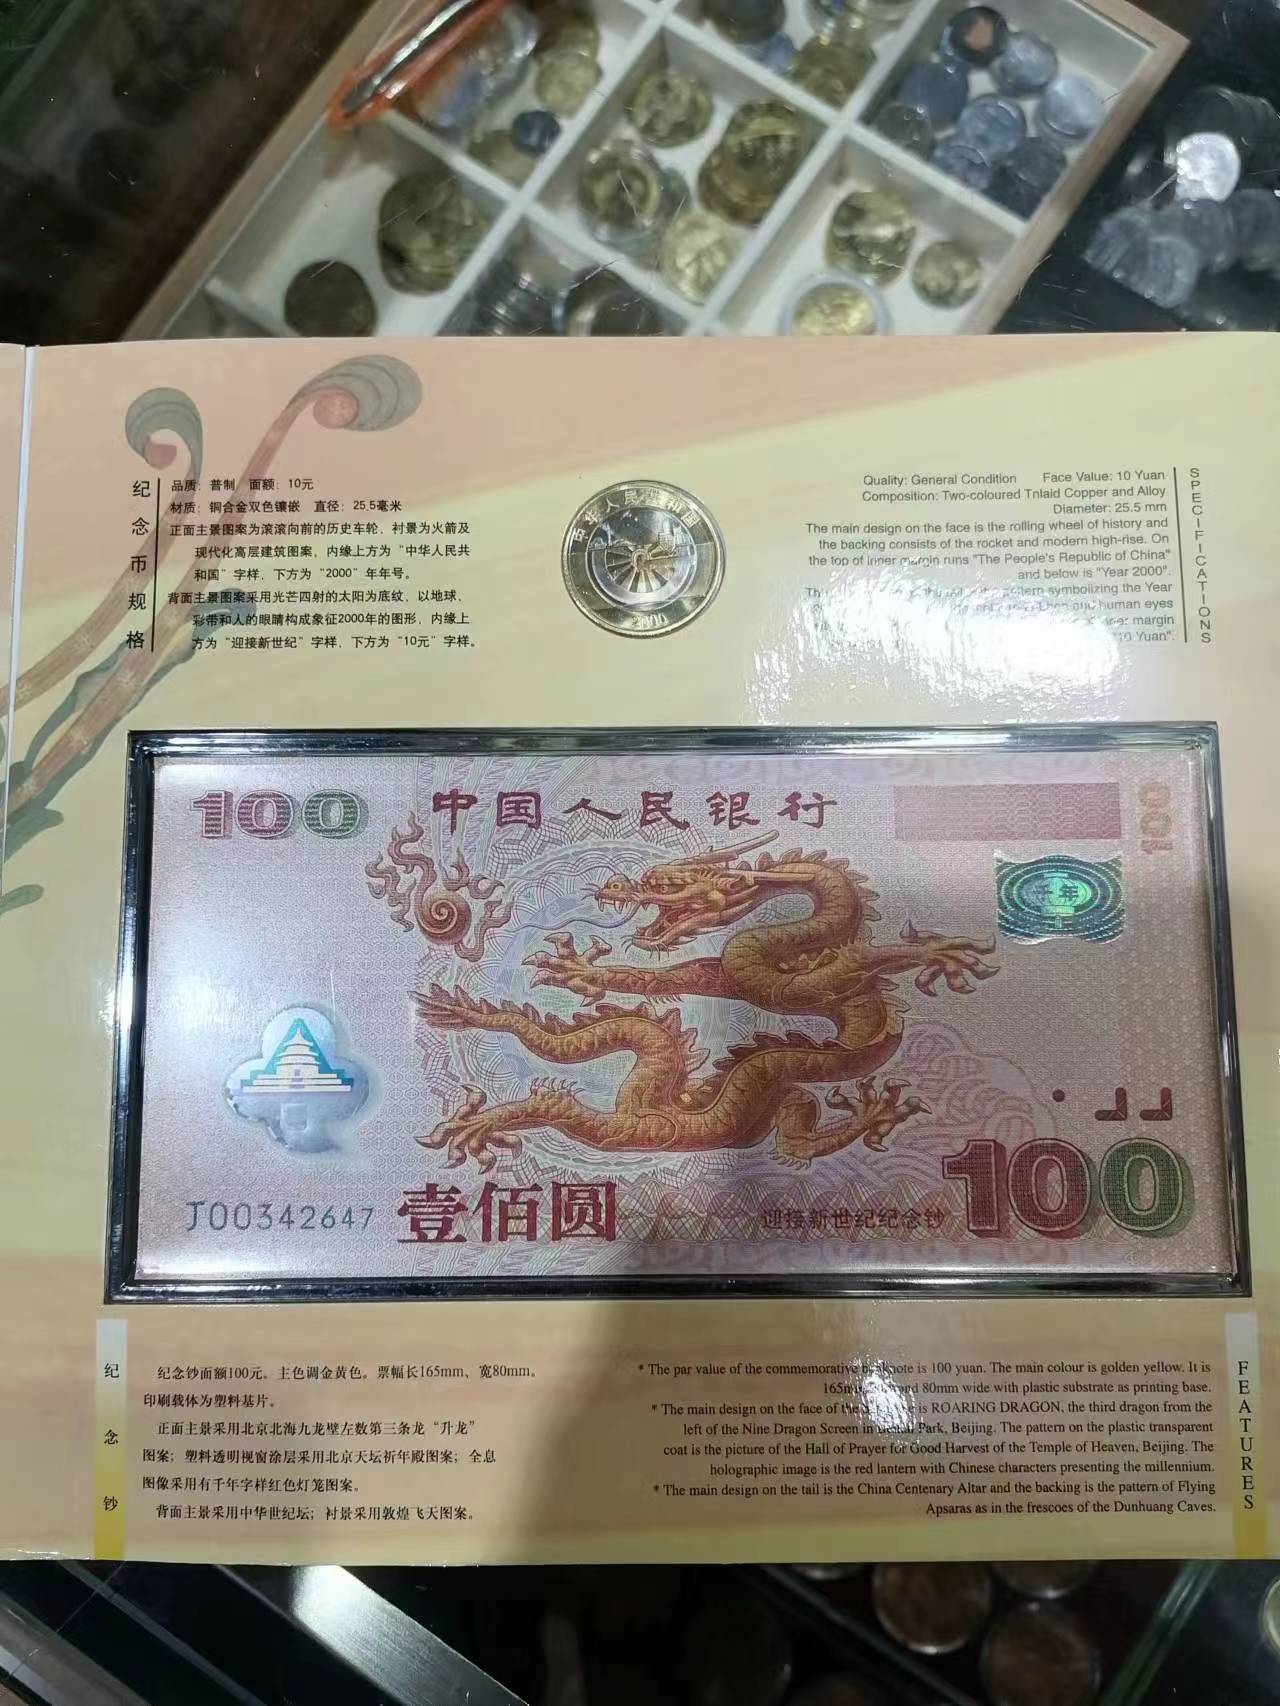 纪念币规格
品质：普制 面额：10元
材质：铜合金双色镶嵌 直径：25.5毫米
正面主景图案为滚滚向前的历史车轮，衬景为火箭及
现代化高层建筑图案，内缘上方为“中华人民共
和国”字样，下方为“2000”年年号。
背面主景图案采用光芒四射的太阳为底纹，以地球、
彩带和人的眼睛构成象征2000年的图形，内缘上
方为“迎接新世纪”字样，下方为“10元”字样。
中华人民共和国
2000
SPECIFICATIONS
Quality: General Condition Face Value: 10 Yuan
Composition: Two-coloured Tnlaid Copper and Alloy
Diameter: 25.5 mm
The main design on the face is the rolling wheel of history and
the backing consists of the rocket and modern high-rise. On
the top of inner margin runs "The People's Republic of China"
and below is "Year 2000".
symbolizing the Year
and human eyes
margin
"10 Yuan".
100
中国人民银行
100
千年
J00342647
壹佰圆
迎接新世纪纪念钞
100
纪念钞
纪念钞面额100元。主色调金黄色。票幅长165mm、宽80mm。
印刷载体为塑料基片。
正面主景采用北京北海九龙壁左数第三条龙“升龙”
图案；塑料透明视窗涂层采用北京天坛祈年殿图案；全息
图像采用有千年字样红色灯笼图案。
背面主景采用中华世纪坛；衬景采用敦煌飞天图案。
FEATURES
* The par value of the commemorative is 100 yuan. The main colour is golden yellow. It is
and 80mm wide with plastic substrate as printing base.
* The main design on the face of is ROARING DRAGON, the third dragon from the
left of the Nine Dragon Screen in Park, Beijing. The pattern on the plastic transparent
coat is the picture of the Hall of Prayer for Good Harvest of the Temple of Heaven, Beijing. The
holographic image is the red lantern with Chinese characters presenting the millennium.
* The main design on the tail is the China Centenary Altar and the backing is the pattern of Flying
Apsaras as in the frescoes of the Dunhuang Caves.